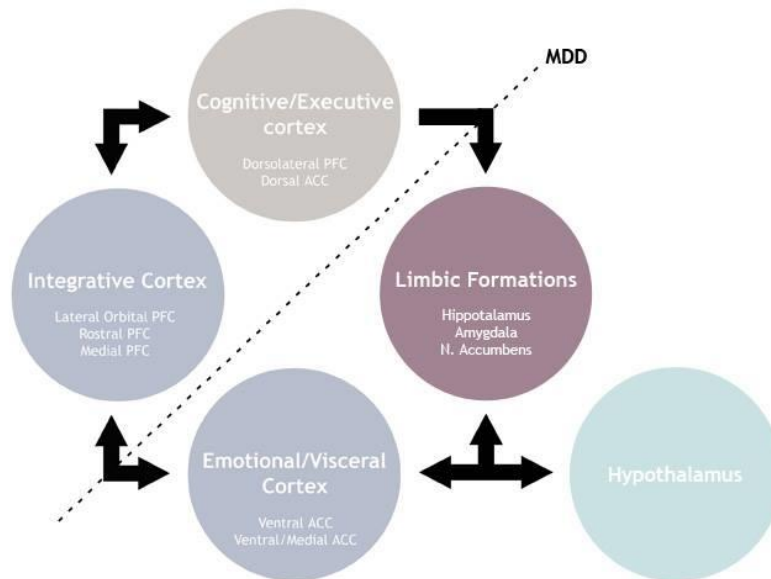 MDD
Cognitive/Executive
cortex
Dorsolateral PFC
Dorsal ACC
Integrative Cortex
Lateral Orbital PFC
Rostral PFC
Medial PFC
Limbic Formations
Hippotalamus
Amygdala
N. Accumbens
Emotional/Visceral
Cortex
Ventral ACC
Ventral/Medial ACC
Hypothalamus